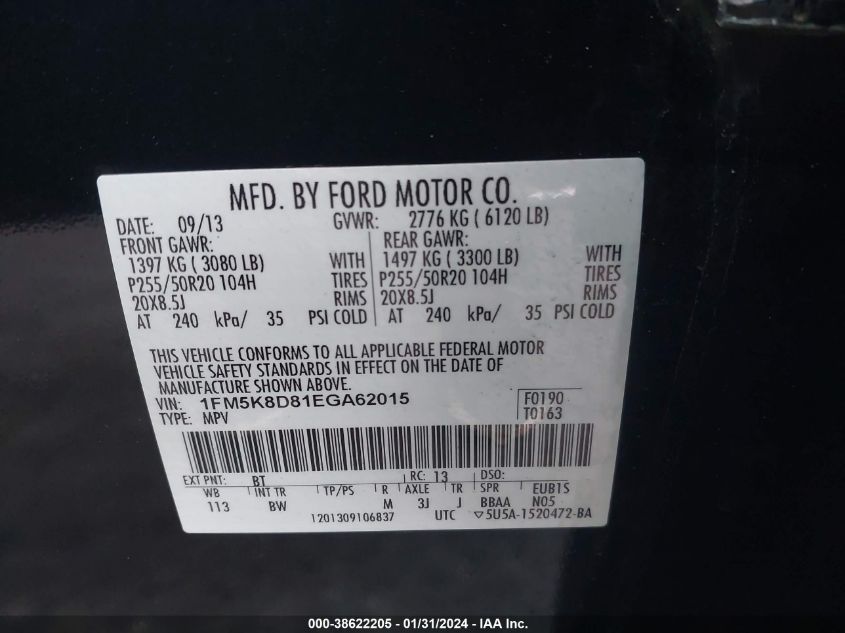 MFD. BY FORD MOTOR CO.
DATE: 09/13 GVWR: 2776 KG ( 6120 LB)
FRONT GAWR: REAR GAWR:
1397 KG ( 3080 LB) WITH 1497 KG ( 3300 LB) WITH
P255/50R20 104H TIRES P255/50R20 104H TIRES
20X8.5J RIMS 20X8.5J RIMS
AT 240 kPa/ 35 PSI COLD AT 240 kPa/ 35 PSI COLD
THIS VEHICLE CONFORMS TO ALL APPLICABLE FEDERAL MOTOR
VEHICLE SAFETY STANDARDS IN EFFECT ON THE DATE OF
MANUFACTURE SHOWN ABOVE.
VIN: 1FM5K8D81EGA62015 F0190
TYPE: MPV T0163
EXT PNT: BT RC: 13 DSO:
WB INT TR TP/PS R AXLE TR SPR EUB1S
113 BW M 3J J BBAA N05
1201309106837 UTC ▽5U5A-1520472-BA
000-38622205 - 01/31/2024 - IAA Inc.